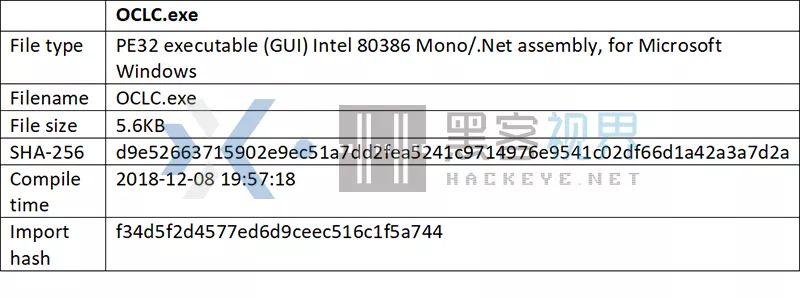 OCLC.exe
File type PE32 executable (GUI) Intel 80386 Mono/.Net assembly, for Microsoft
Windows
Filename OCLC.exe
File size 5.6KB
SHA-256 d9e52663715902e9ec51a7dd2fea5241c9714976e9541c02df66d1a42a3a7d2a
Compile 2018-12-08 19:57:18
time
Import f34d5f2d4577ed6d9ceec516c1f5a744
hash
黑客视界
HACKEYE.NET